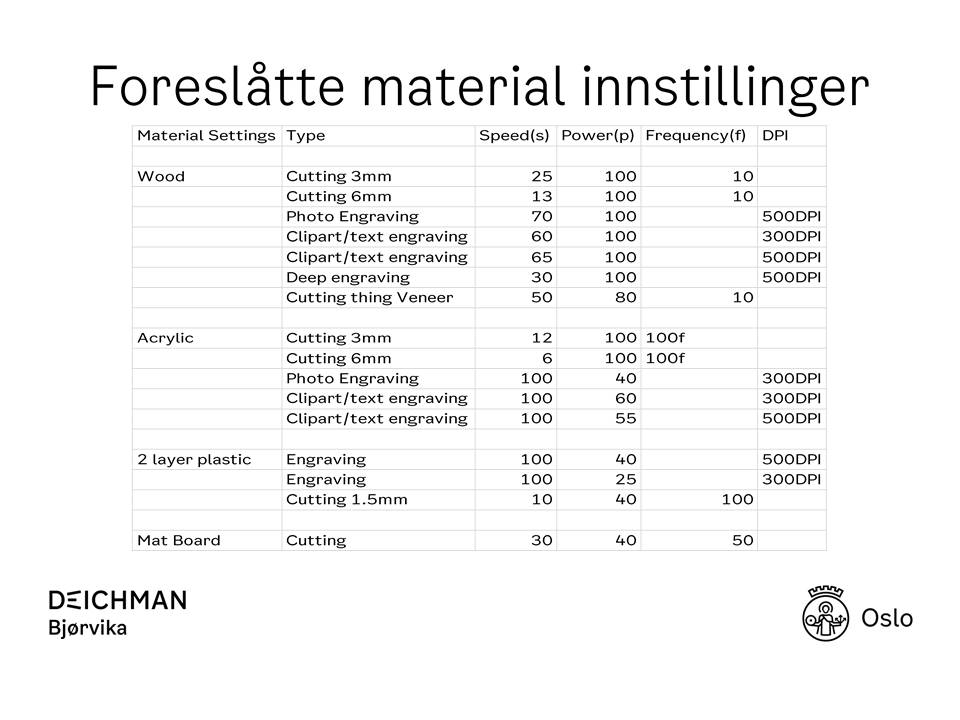 Foreslåtte material innstillinger
Material Settings Type Speed(s) Power(p) Frequency(f) DPI
Wood Cutting 3mm 25 100 10
Cutting 6mm 13 100 10
Photo Engraving 70 100 500DPI
Clipart/text engraving 60 100 300DPI
Clipart/text engraving 65 100 500DPI
Deep engraving 30 100 500DPI
Cutting thing Veneer 50 80 10
Acrylic Cutting 3mm 12 100 100f
Cutting 6mm 6 100 100f
Photo Engraving 100 40 300DPI
Clipart/text engraving 100 60 300DPI
Clipart/text engraving 100 55 500DPI
2 layer plastic Engraving 100 40 500DPI
Engraving 100 25 300DPI
Cutting 1.5mm 10 40 100
Mat Board Cutting 30 40 50
DEICHMAN
Bjørvika
Oslo